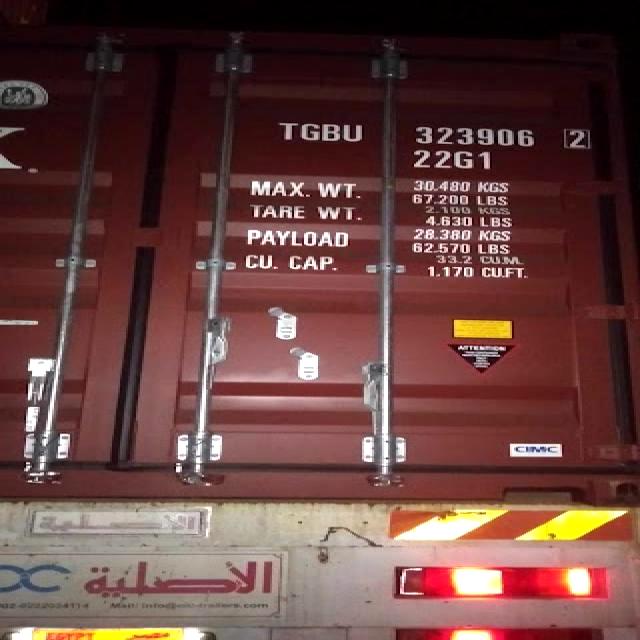 TGBU 323906 2
22G1
MAX. WT. 30.480 KGS
67.200 LBS
TARE WT. 2.100 KGS
4.630 LBS
PAYLOAD 28.380 KGS
62.570 LBS
CU. CAP. 33.2 CU.M.
1.170 CU.FT.
ATTENTION
CIMC
الأصلية
الأصلية
EGYPT